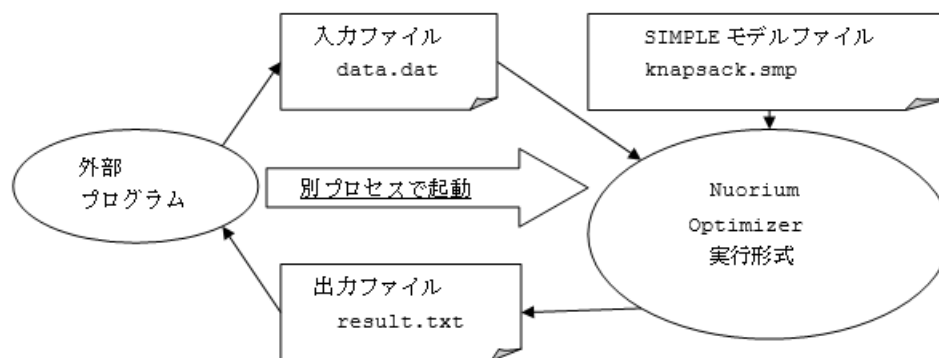 入力ファイル
data.dat
SIMPLE モデルファイル
knapsack.smp
外部
プログラム
別プロセスで起動
Nuorium
Optimizer
実行形式
出力ファイル
result.txt